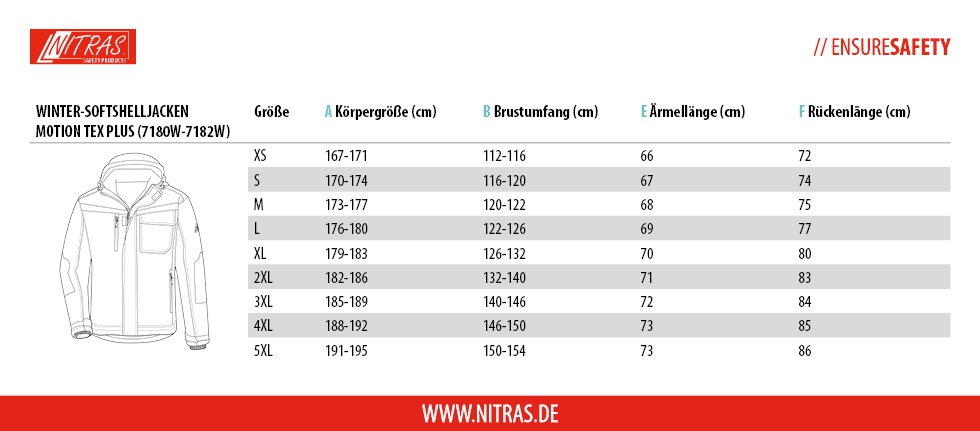 NITRAS
SAFETY PRODUCTS
// ENSURESAFETY
WINTER-SOFTSHELLJACKEN
MOTION TEX PLUS (7180W-7182W)
Größe A Körpergröße (cm) B Brustumfang (cm) E Ärmellänge (cm) F Rückenlänge (cm)
XS 167-171 112-116 66 72
S 170-174 116-120 67 74
M 173-177 120-122 68 75
L 176-180 122-126 69 77
XL 179-183 126-132 70 80
2XL 182-186 132-140 71 83
3XL 185-189 140-146 72 84
4XL 188-192 146-150 73 85
5XL 191-195 150-154 73 86
WWW.NITRAS.DE